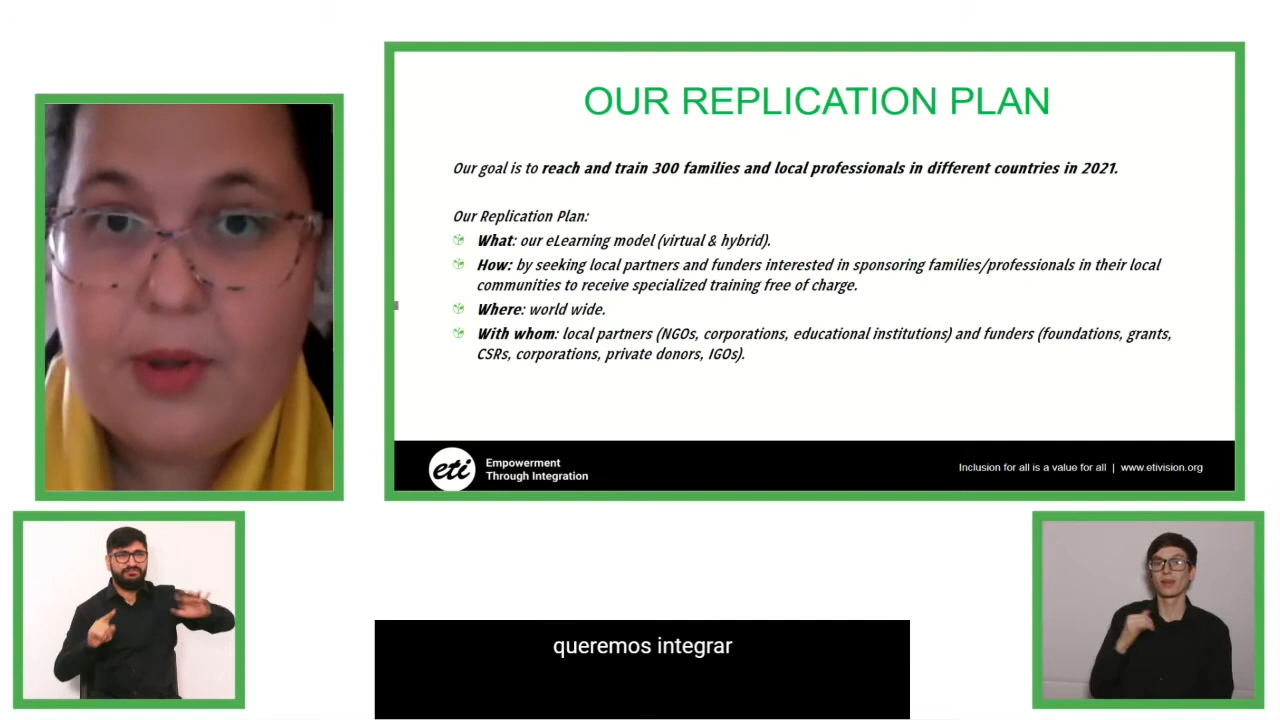 OUR REPLICATION PLAN
Our goal is to reach and train 300 families and local professionals in different countries in 2021.
Our Replication Plan:
What: our eLearning model (virtual & hybrid).
How: by seeking local partners and funders interested in sponsoring families/professionals in their local
communities to receive specialized training free of charge.
Where: world wide.
With whom: local partners (NGOs, corporations, educational institutions) and funders (foundations, grants,
CSRs, corporations, private donors, IGOs).
eti
Empowerment
Through Integration
Inclusion for all is a value for all | www.etivision.org
queremos integrar